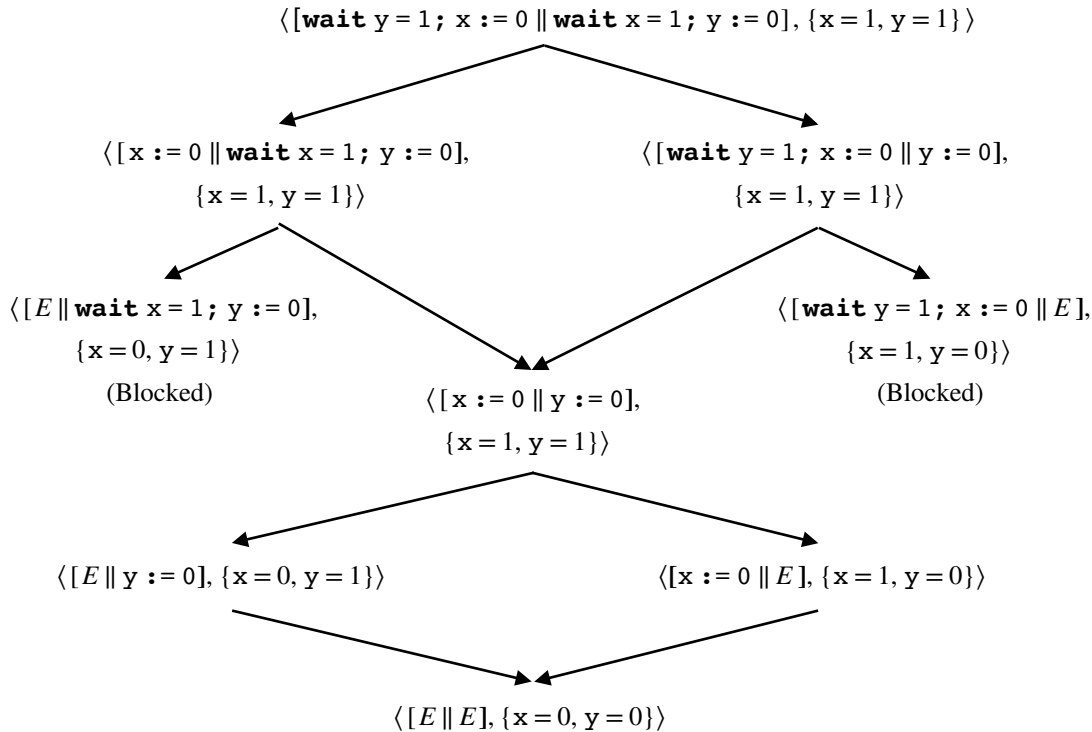 ⟨[wait y = 1; x := 0 ∥ wait x = 1; y := 0], {x = 1, y = 1}⟩
⟨[x := 0 ∥ wait x = 1; y := 0],
{x = 1, y = 1}⟩
⟨[wait y = 1; x := 0 ∥ y := 0],
{x = 1, y = 1}⟩
⟨[E ∥ wait x = 1; y := 0],
{x = 0, y = 1}⟩
(Blocked)
⟨[wait y = 1; x := 0 ∥ E],
{x = 1, y = 0}⟩
(Blocked)
⟨[x := 0 ∥ y := 0],
{x = 1, y = 1}⟩
⟨[E ∥ y := 0], {x = 0, y = 1}⟩
⟨[x := 0 ∥ E], {x = 1, y = 0}⟩
⟨[E ∥ E], {x = 0, y = 0}⟩